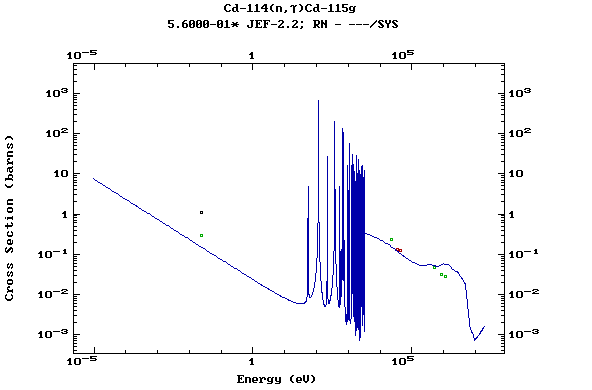 Cd-114(n,γ)Cd-115g
5.6000-01* JEF-2.2; RN - ---/SYS
10⁻⁵ 1 10⁵
10³ 10³
10² 10²
10 10
1 1
10⁻¹ 10⁻¹
10⁻² 10⁻²
10⁻³ 10⁻³
Cross Section (barns)
10⁻⁵ 1 10⁵
Energy (eV)